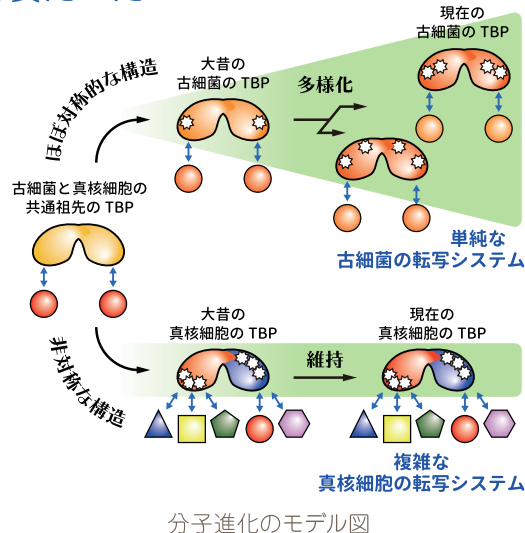 ほぼ対称的な構造
大昔の
古細菌の TBP
多様化
現在の
古細菌の TBP
単純な
古細菌の転写システム
古細菌と真核細胞の
共通祖先の TBP
非対称な構造
大昔の
真核細胞の TBP
維持
現在の
真核細胞の TBP
複雑な
真核細胞の転写システム
分子進化のモデル図